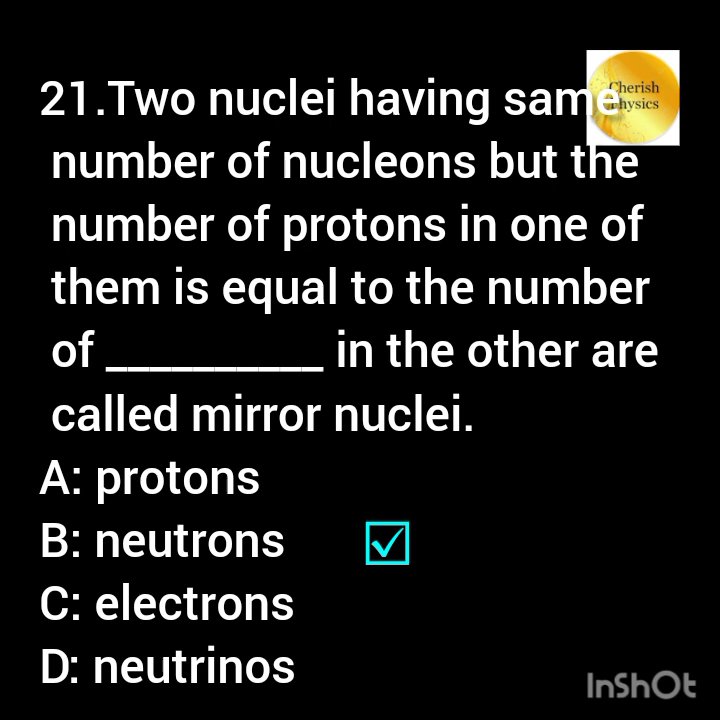 21.Two nuclei having same
number of nucleons but the
number of protons in one of
them is equal to the number
of __________ in the other are
called mirror nuclei.
A: protons
B: neutrons ☑
C: electrons
D: neutrinos
Cherish
Physics
InShOt